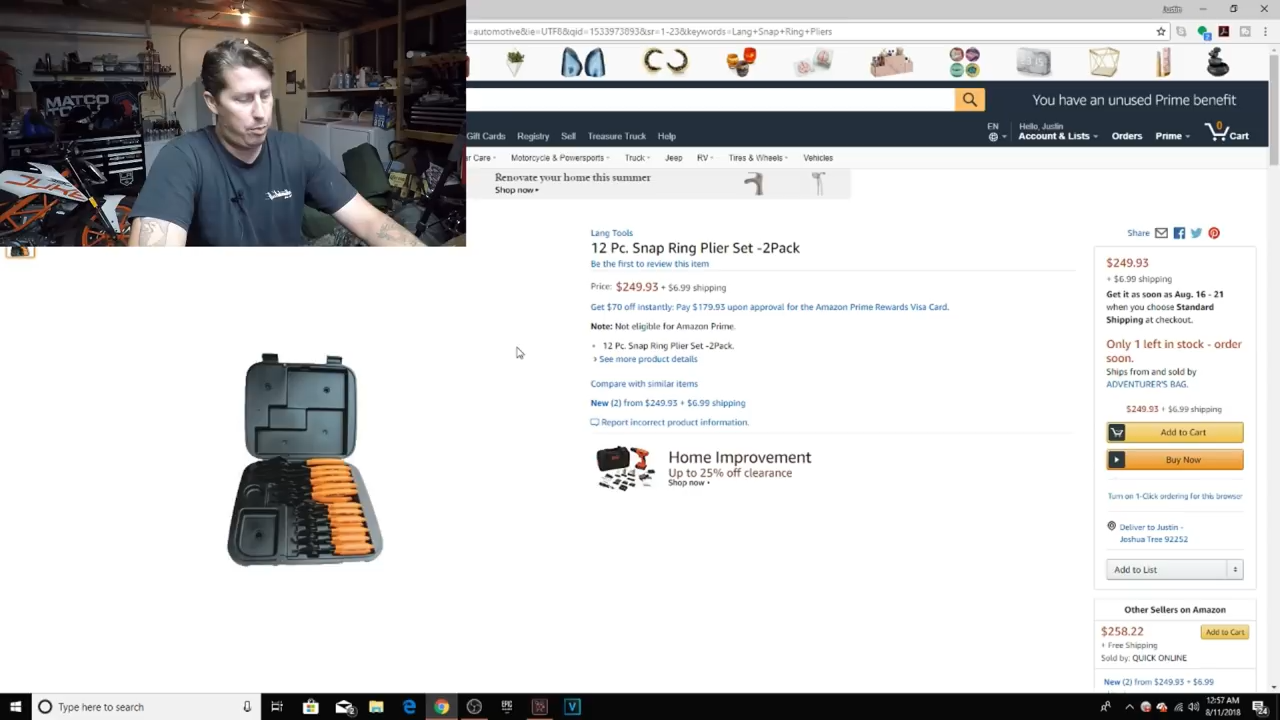 MATCO
Justin
=automotive&ie=UTF8&qid=1533973893&sr=1-23&keywords=Lang+Snap+Ring+Pliers
You have an unused Prime benefit
Gift Cards Registry Sell Treasure Truck Help
EN
Hello, Justin
Account & Lists Orders Prime 0 Cart
er Care Motorcycle & Powersports Truck Jeep RV Tires & Wheels Vehicles
Renovate your home this summer
Shop now
Lang Tools
12 Pc. Snap Ring Plier Set -2Pack
Be the first to review this item
Price: $249.93 + $6.99 shipping
Get $70 off instantly: Pay $179.93 upon approval for the Amazon Prime Rewards Visa Card.
Note: Not eligible for Amazon Prime.
12 Pc. Snap Ring Plier Set -2Pack.
› See more product details
Compare with similar items
New (2) from $249.93 + $6.99 shipping
Report incorrect product information.
Home Improvement
Up to 25% off clearance
Shop now ›
Share
$249.93
+ $6.99 shipping
Get it as soon as Aug. 16 - 21
when you choose Standard
Shipping at checkout.
Only 1 left in stock - order
soon.
Ships from and sold by
ADVENTURER'S BAG.
$249.93 + $6.99 shipping
Add to Cart
Buy Now
Turn on 1-Click ordering for this browser
Deliver to Justin -
Joshua Tree 92252
Add to List
Other Sellers on Amazon
$258.22 Add to Cart
+ Free Shipping
Sold by: QUICK ONLINE
New (2) from $249.93 + $6.99
Type here to search
EPIC
V
12:57 AM
8/11/2018
24